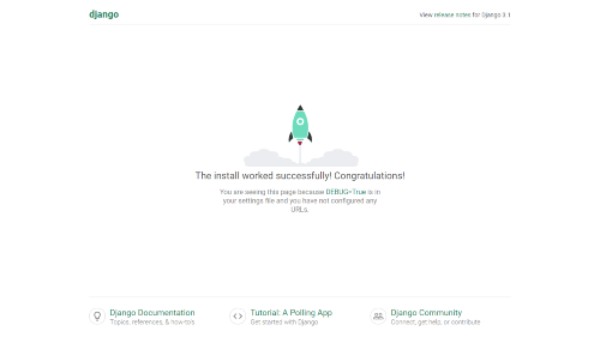 django
View release notes for Django 3.1
The install worked successfully! Congratulations!
You are seeing this page because DEBUG=True is in
your settings file and you have not configured any
URLs.
Django Documentation
Topics, references, & how-to's
Tutorial: A Polling App
Get started with Django
Django Community
Connect, get help, or contribute